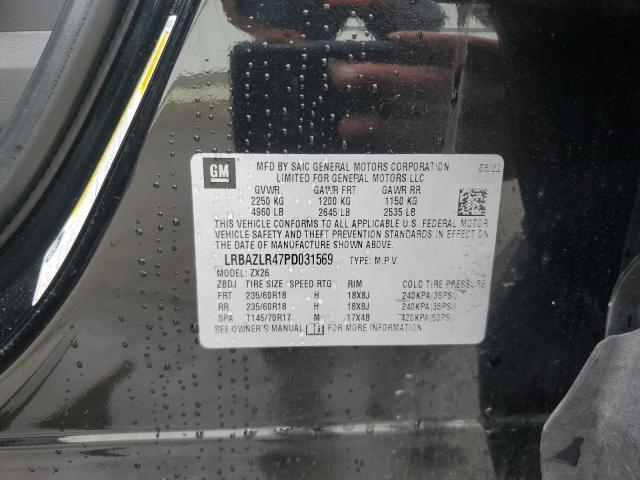 GM MFD BY SAIC GENERAL MOTORS CORPORATION 08/22
LIMITED FOR GENERAL MOTORS LLC
GVWR GAWR FRT GAWR RR
2250 KG 1200 KG 1150 KG
4960 LB 2645 LB 2535 LB
THIS VEHICLE CONFORMS TO ALL APPLICABLE U.S. FEDERAL MOTOR
VEHICLE SAFETY AND THEFT PREVENTION STANDARDS IN EFFECT ON THE
DATE OF MANUFACTURE SHOWN ABOVE.
LRBAZLR47PD031569 TYPE: M.P.V
MODEL: ZX26
ZBDJ TIRE SIZE SPEED RTG RIM COLD TIRE PRESSURE
FRT 235/60R18 H 18X8J 240KPA(35PSI)
RR 235/60R18 H 18X8J 240KPA(35PSI)
SPA T145/70R17 M 17X4B 420KPA(60PSI)
SEE OWNER'S MANUAL FOR MORE INFORMATION